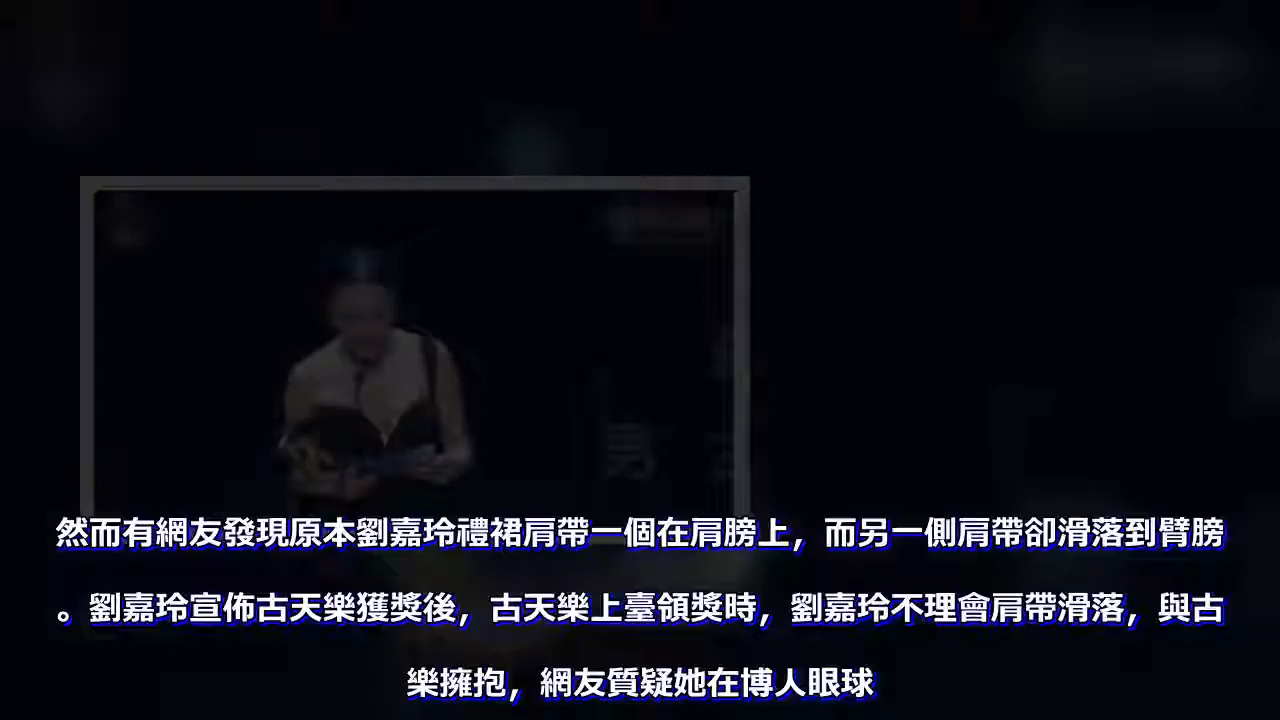 男
然而有網友發現原本劉嘉玲禮裙肩帶一個在肩膀上，而另一側肩帶卻滑落到臂膀
。劉嘉玲宣佈古天樂獲獎後，古天樂上臺領獎時，劉嘉玲不理會肩帶滑落，與古
樂擁抱，網友質疑她在博人眼球